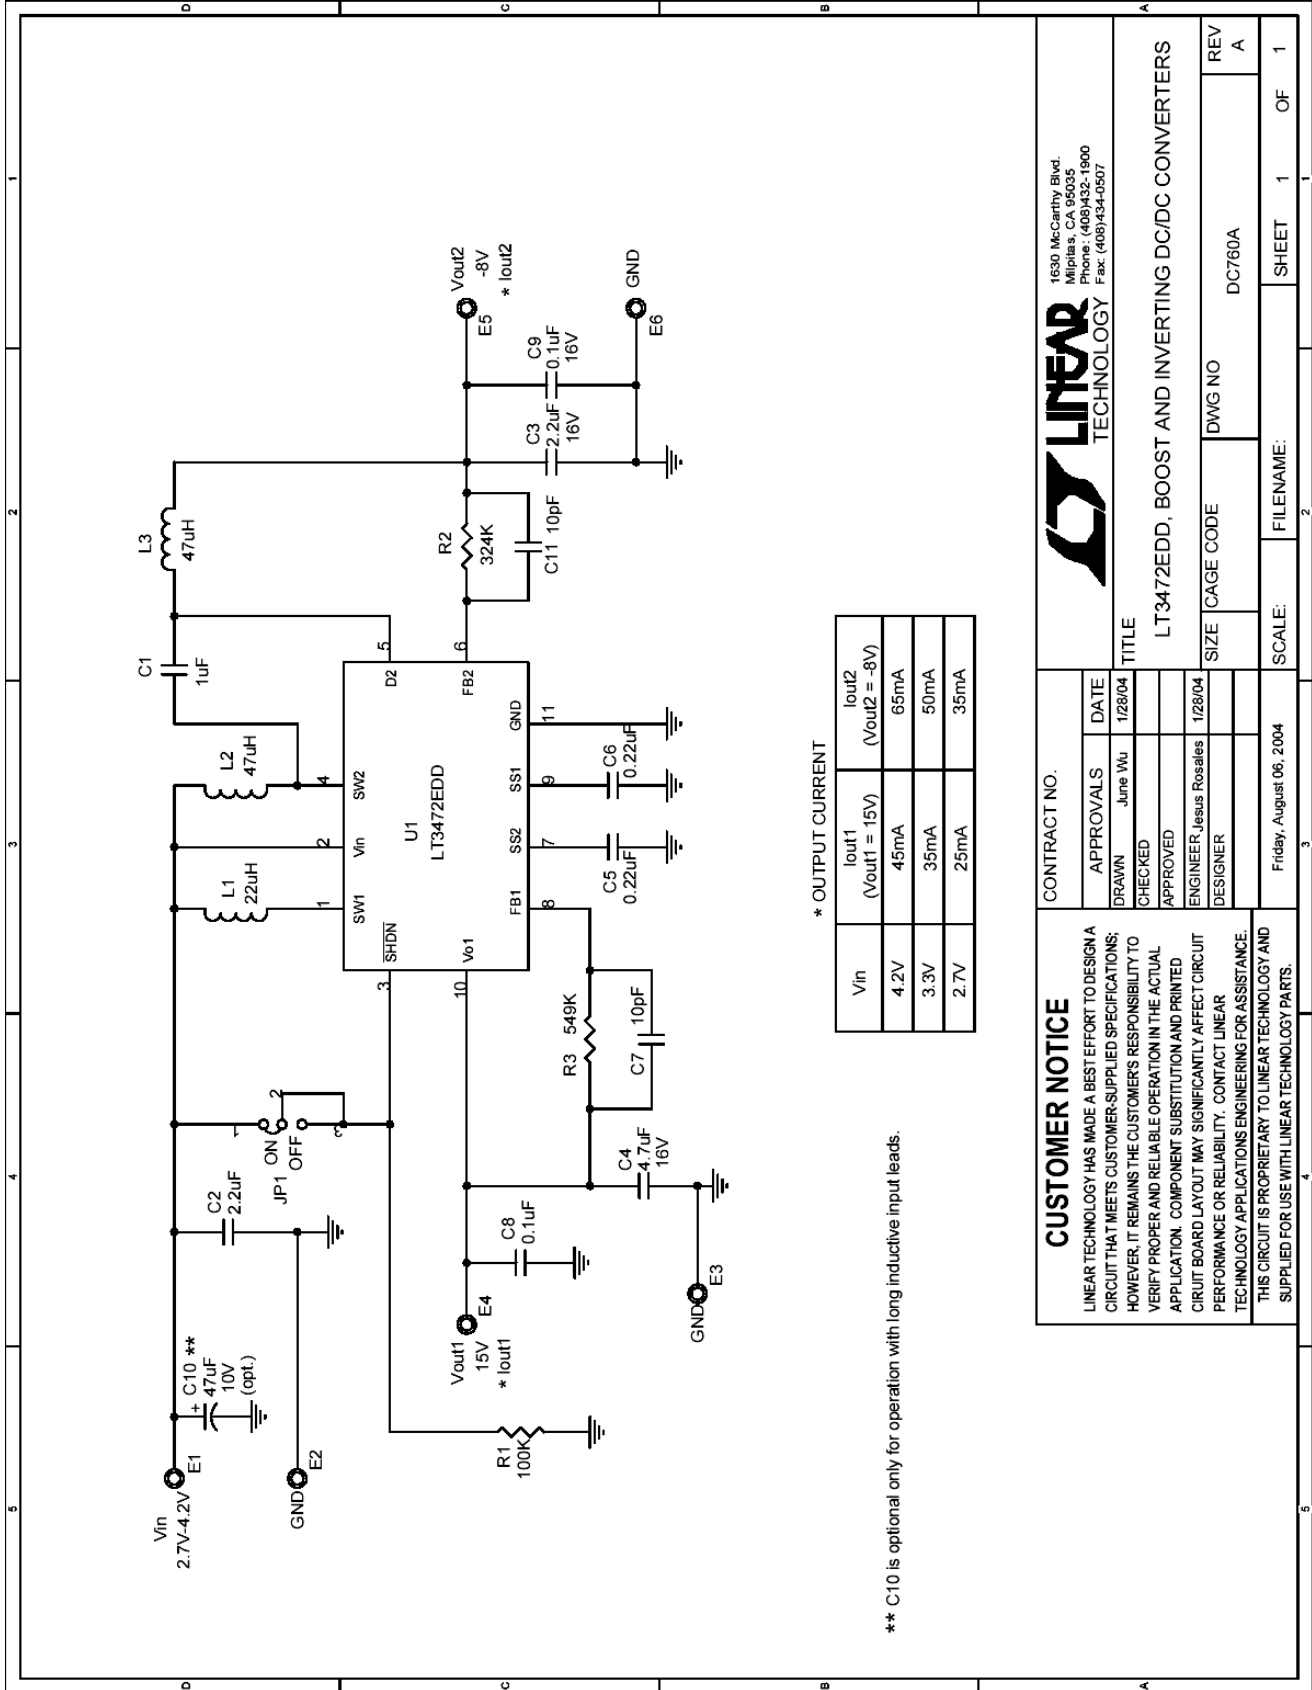 5
4
3
2
1
D
C
B
A
Vin
2.7V-4.2V
E1
+
C10 **
47uF
10V
(opt.)
GND
E2
C2
2.2uF
JP1
ON
OFF
1
2
3
L1
22uH
L2
47uH
C1
1uF
L3
47uH
U1
LT3472EDD
SW1
1
Vin
2
SW2
4
SHDN
3
Vo1
10
D2
5
FB2
6
FB1
8
SS2
7
SS1
9
GND
11
R1
100K
Vout1
15V
* Iout1
E4
C8
0.1uF
C4
4.7uF
16V
GND
E3
R3
549K
C7
10pF
C5
0.22uF
C6
0.22uF
R2
324K
C11
10pF
C3
2.2uF
16V
C9
0.1uF
16V
Vout2
-8V
* Iout2
E5
GND
E6
* OUTPUT CURRENT
Vin
Iout1
(Vout1 = 15V)
Iout2
(Vout2 = -8V)
4.2V 45mA 65mA
3.3V 35mA 50mA
2.7V 25mA 35mA
** C10 is optional only for operation with long inductive input leads.
CUSTOMER NOTICE
LINEAR TECHNOLOGY HAS MADE A BEST EFFORT TO DESIGN A
CIRCUIT THAT MEETS CUSTOMER-SUPPLIED SPECIFICATIONS;
HOWEVER, IT REMAINS THE CUSTOMER'S RESPONSIBILITY TO
VERIFY PROPER AND RELIABLE OPERATION IN THE ACTUAL
APPLICATION. COMPONENT SUBSTITUTION AND PRINTED
CIRUIT BOARD LAYOUT MAY SIGNIFICANTLY AFFECT CIRCUIT
PERFORMANCE OR RELIABILITY. CONTACT LINEAR
TECHNOLOGY APPLICATIONS ENGINEERING FOR ASSISTANCE.
THIS CIRCUIT IS PROPRIETARY TO LINEAR TECHNOLOGY AND
SUPPLIED FOR USE WITH LINEAR TECHNOLOGY PARTS.
CONTRACT NO.
APPROVALS DATE
DRAWN June Wu 1/28/04
CHECKED
APPROVED
ENGINEER Jesus Rosales 1/28/04
DESIGNER
Friday, August 06, 2004
LINEAR
TECHNOLOGY
1630 McCarthy Blvd.
Milpitas, CA 95035
Phone: (408)432-1900
Fax: (408)434-0507
TITLE
LT3472EDD, BOOST AND INVERTING DC/DC CONVERTERS
SIZE
CAGE CODE
DWG NO
DC760A
REV
A
SCALE:
FILENAME:
SHEET 1 OF 1
5
4
3
2
1
D
C
B
A